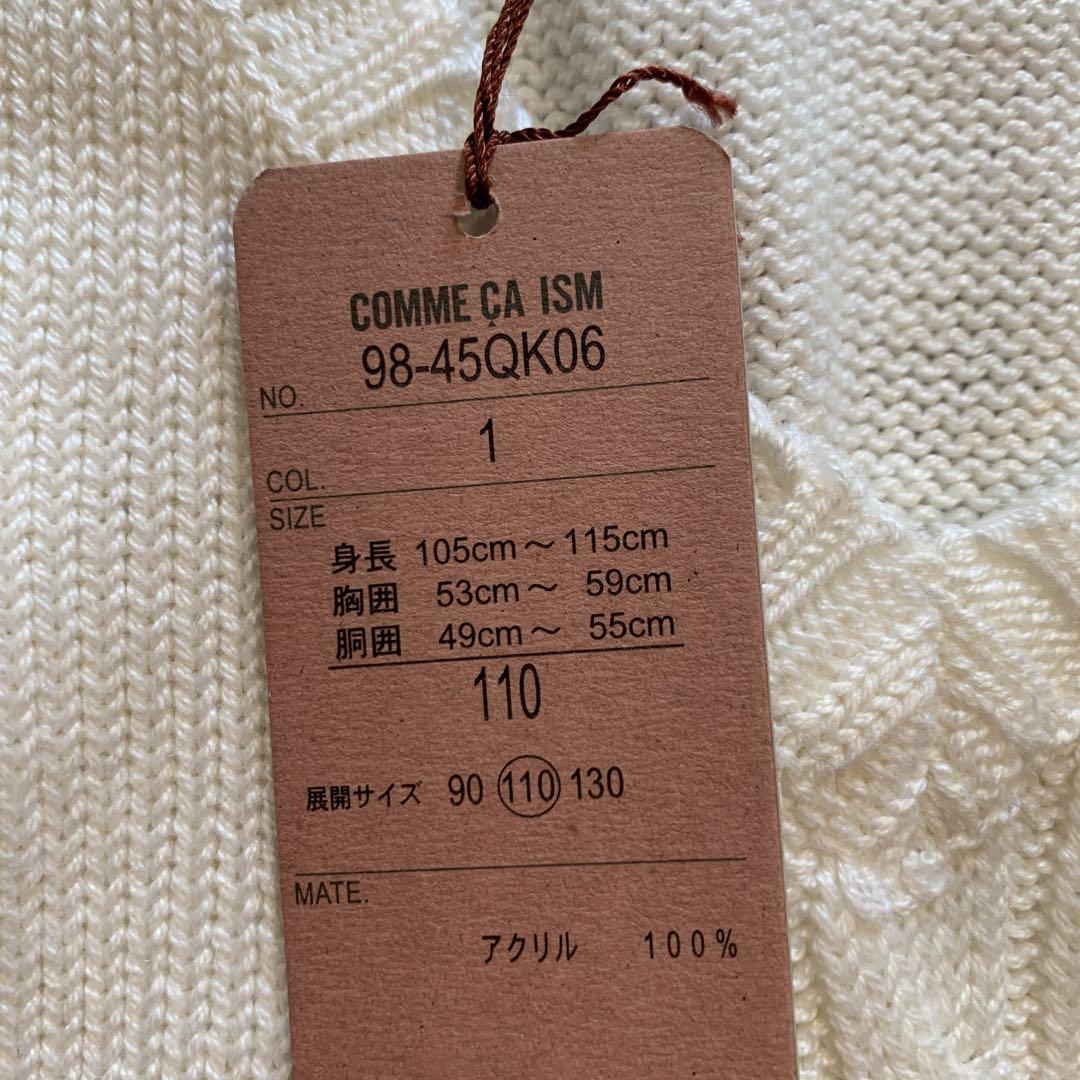 COMME ÇA ISM
NO. 98-45QK06
COL. 1
SIZE
身長 105cm～115cm
胸囲 53cm～ 59cm
胴囲 49cm～ 55cm
110
展開サイズ 90 110 130
MATE.
アクリル 100%